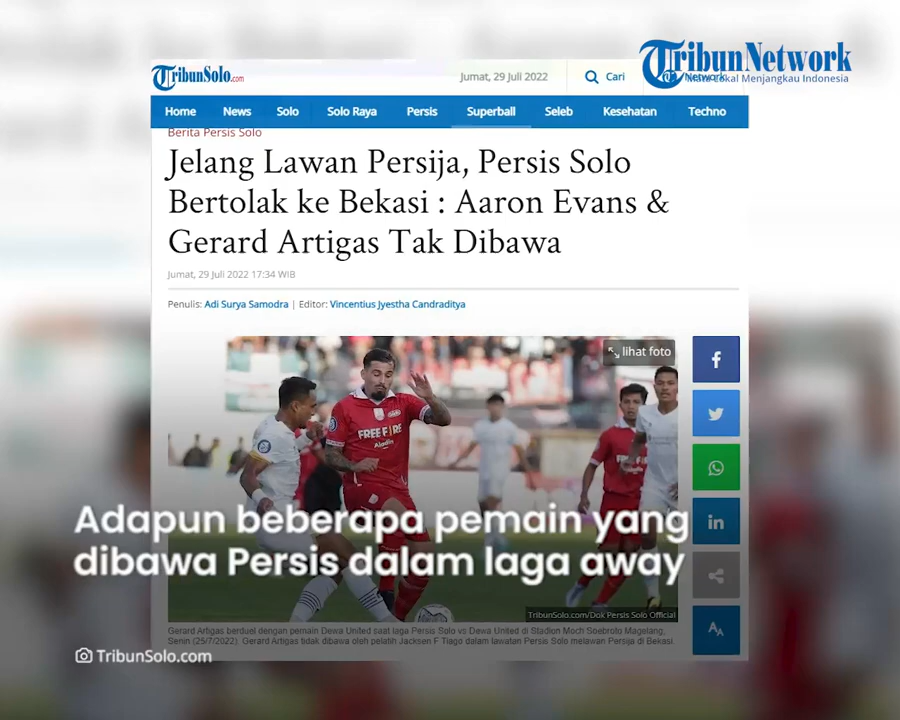 TribunNetwork
Mata Lokal Menjangkau Indonesia
TribunSolo.com
Jumat, 29 Juli 2022
Cari
Network
Home News Solo Solo Raya Persis Superball Seleb Kesehatan Techno
Berita Persis Solo
Jelang Lawan Persija, Persis Solo
Bertolak ke Bekasi : Aaron Evans &
Gerard Artigas Tak Dibawa
Jumat, 29 Juli 2022 17:34 WIB
Penulis: Adi Surya Samodra | Editor: Vincentius Jyestha Candraditya
lihat foto
FREE FIRE
Aladin
Adapun beberapa pemain yang
dibawa Persis dalam laga away
TribunSolo.com/Dok Persis Solo Official
Gerard Artigas berduel dengan pemain Dewa United saat laga Persis Solo vs Dewa United di Stadion Moch Soebroto Magelang,
Senin (25/7/2022). Gerard Artigas tidak dibawa oleh pelatih Jacksen F Tiago dalam lawatan Persis Solo melawan Persija di Bekasi.
TribunSolo.com